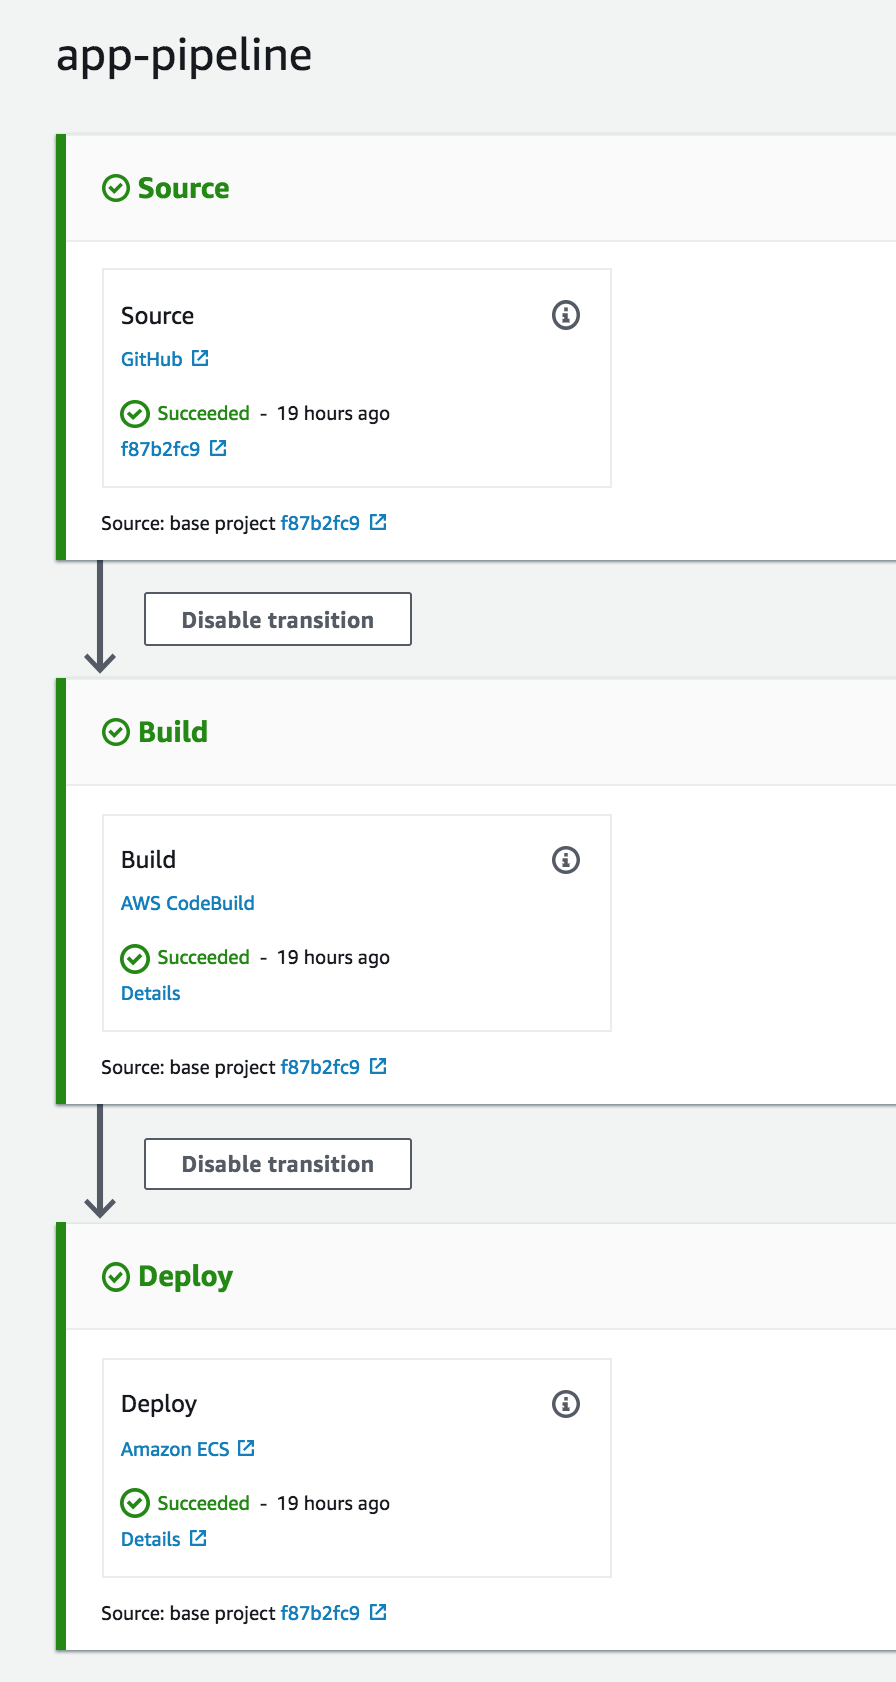 app-pipeline
Source
Source
GitHub
Succeeded - 19 hours ago
f87b2fc9
Source: base project f87b2fc9
Disable transition
Build
Build
AWS CodeBuild
Succeeded - 19 hours ago
Details
Source: base project f87b2fc9
Disable transition
Deploy
Deploy
Amazon ECS
Succeeded - 19 hours ago
Details
Source: base project f87b2fc9